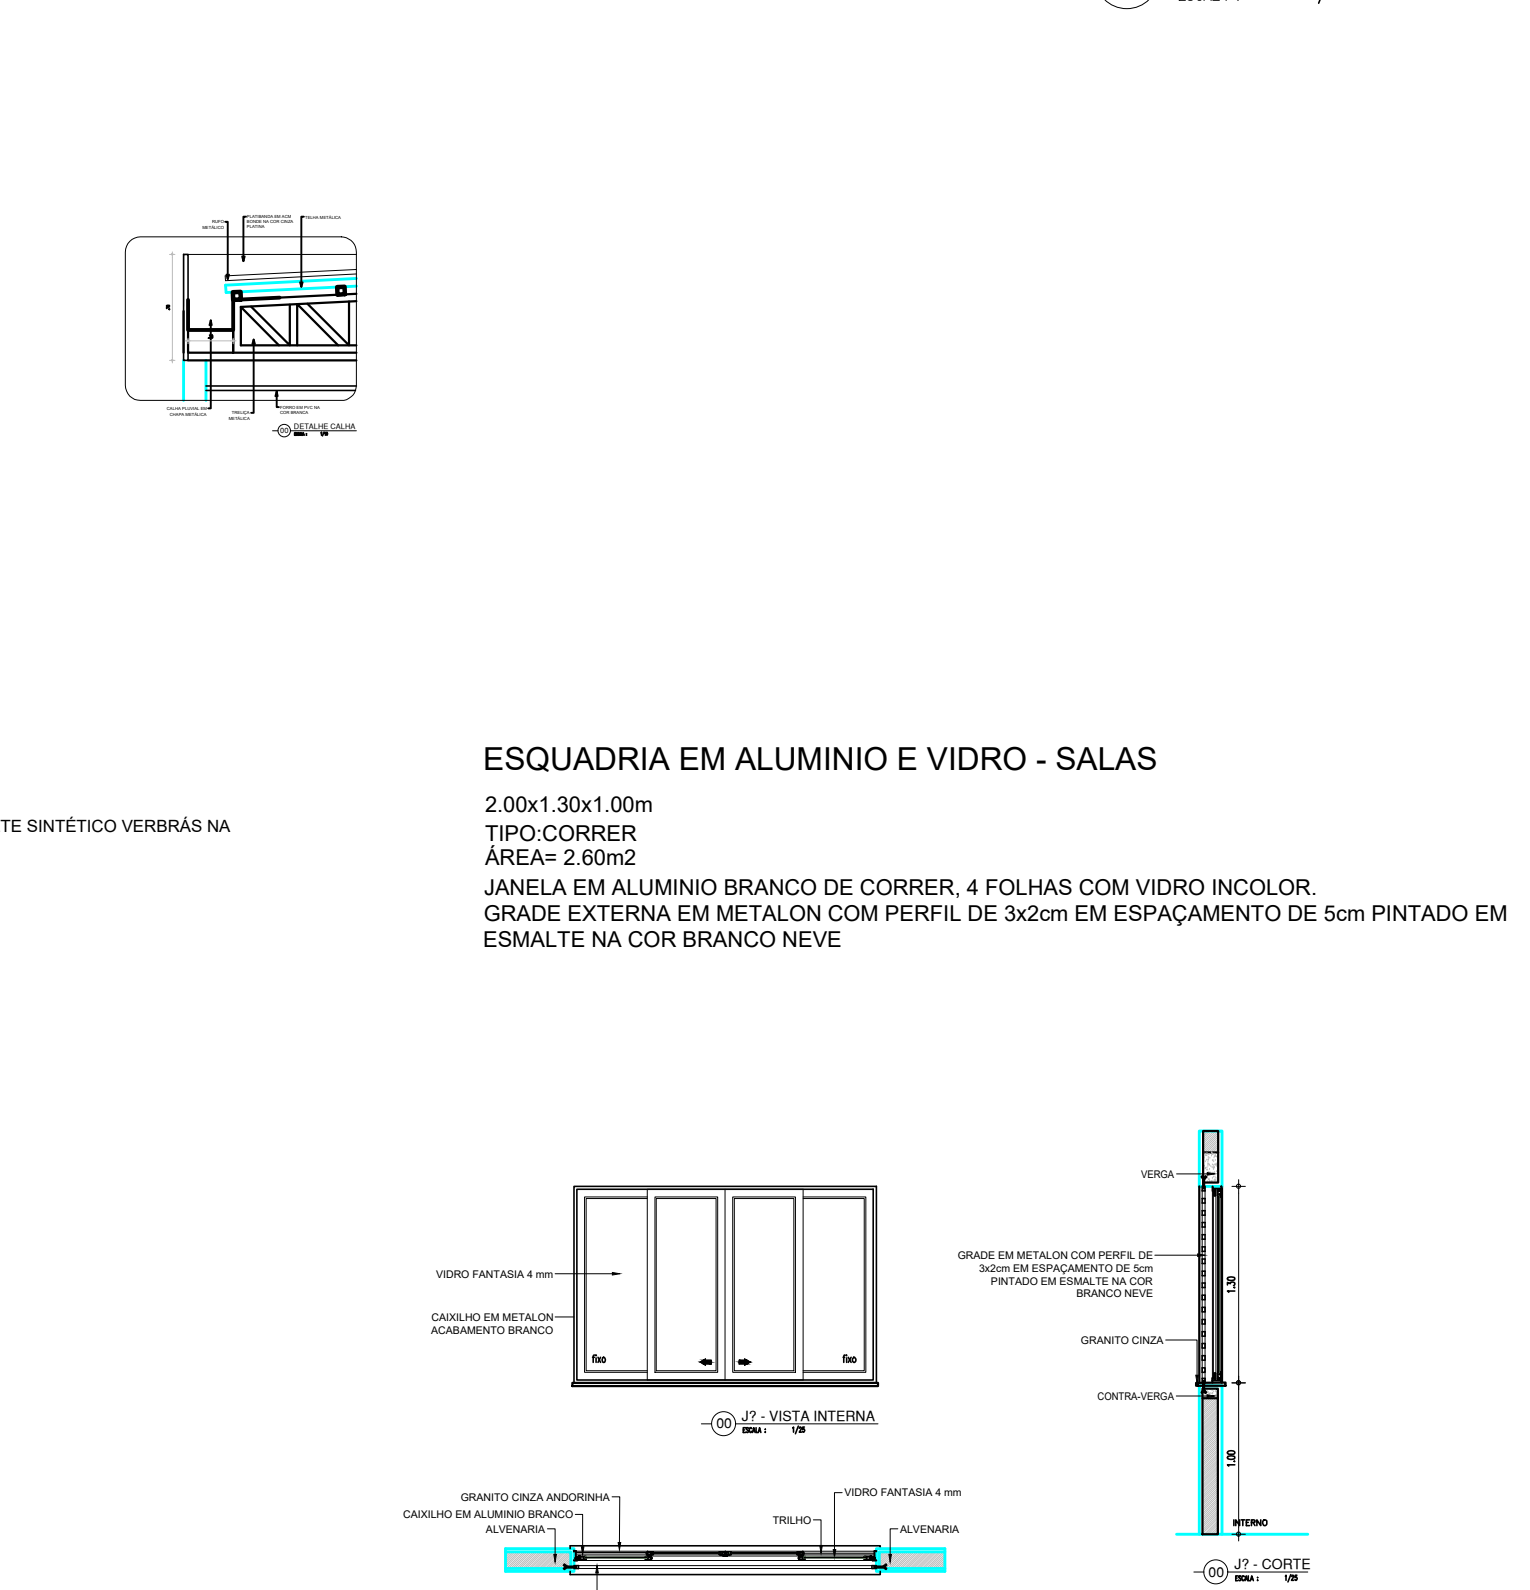 RUFO
METÁLICO
PLATIBANDA EM ACM
BONDE NA COR CINZA
PLATINA
TELHA METÁLICA
CALHA PLUVIAL EM
CHAPA METÁLICA
TRELIÇA
METÁLICA
FORRO EM PVC NA
COR BRANCA
00 DETALHE CALHA
TE SINTÉTICO VERBRÁS NA
ESQUADRIA EM ALUMINIO E VIDRO - SALAS
2.00x1.30x1.00m
TIPO:CORRER
ÁREA= 2.60m2
JANELA EM ALUMINIO BRANCO DE CORRER, 4 FOLHAS COM VIDRO INCOLOR.
GRADE EXTERNA EM METALON COM PERFIL DE 3x2cm EM ESPAÇAMENTO DE 5cm PINTADO EM
ESMALTE NA COR BRANCO NEVE
VIDRO FANTASIA 4 mm
CAIXILHO EM METALON
ACABAMENTO BRANCO
fixo
fixo
00 J? - VISTA INTERNA
ESCALA : 1/25
VERGA
GRADE EM METALON COM PERFIL DE
3x2cm EM ESPAÇAMENTO DE 5cm
PINTADO EM ESMALTE NA COR
BRANCO NEVE
1.30
GRANITO CINZA
CONTRA-VERGA
1.00
INTERNO
00 J? - CORTE
ESCALA : 1/25
GRANITO CINZA ANDORINHA
CAIXILHO EM ALUMINIO BRANCO
ALVENARIA
VIDRO FANTASIA 4 mm
TRILHO
ALVENARIA